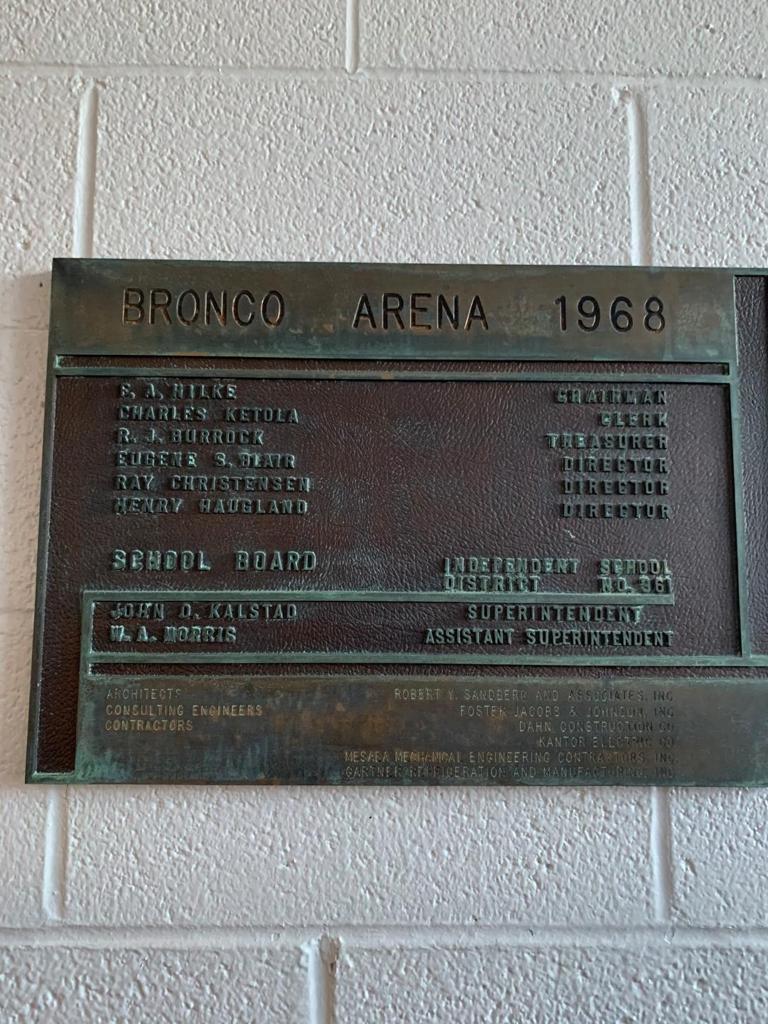 BRONCO ARENA 1968
E. A. HILKE CHAIRMAN
CHARLES KETOLA CLERK
R. J. BURROCK TREASURER
EUGENE S. BLAIR DIRECTOR
RAY CHRISTENSEN DIRECTOR
HENRY HAUGLAND DIRECTOR
SCHOOL BOARD INDEPENDENT SCHOOL
DISTRICT NO. 361
JOHN D. KALSTAD SUPERINTENDENT
W. A. MORRIS ASSISTANT SUPERINTENDENT
ARCHITECTS ROBERT Y. SANDBERG AND ASSOCIATES, INC.
CONSULTING ENGINEERS FOSTER JACOBS & JOHNSON, INC.
CONTRACTORS DAHN CONSTRUCTION CO.
KANTOR ELECTRIC CO.
MESABA MECHANICAL ENGINEERING CONTRACTORS, INC.
GARTNER REFRIGERATION AND MANUFACTURING, INC.